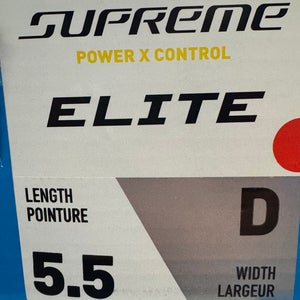 SUPREME
POWER X CONTROL
ELITE
LENGTH
POINTURE
5.5
D
WIDTH
LARGEUR